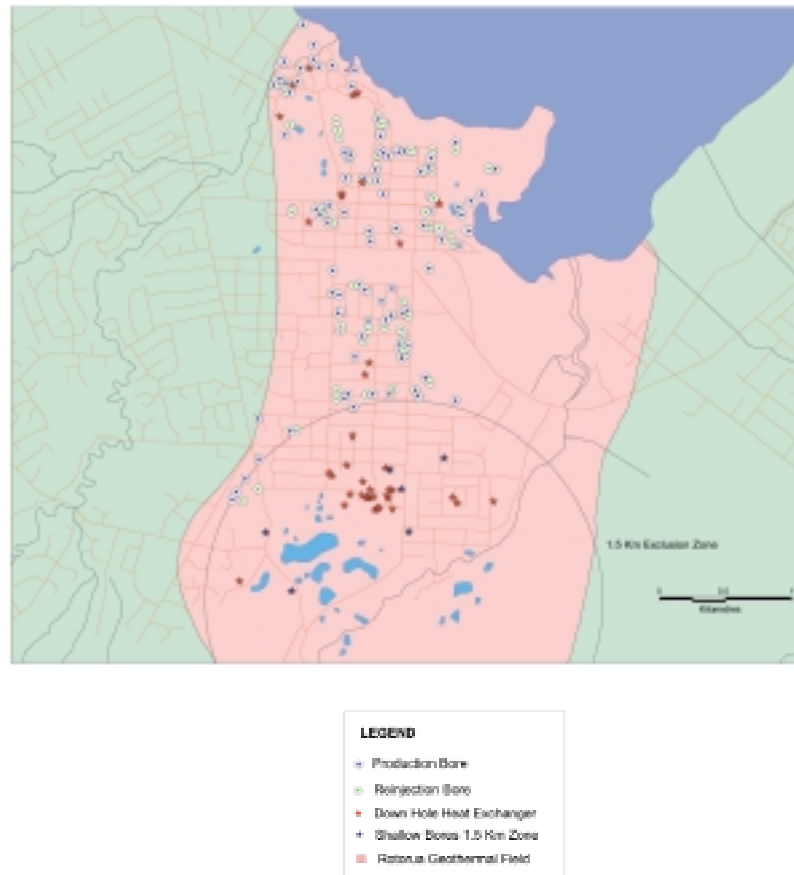 1.5 Km Exclusion Zone
Kilometres
LEGEND
Production Bore
Reinjection Bore
Down Hole Heat Exchanger
Shallow Bores 1.5 Km Zone
Rotorua Geothermal Field